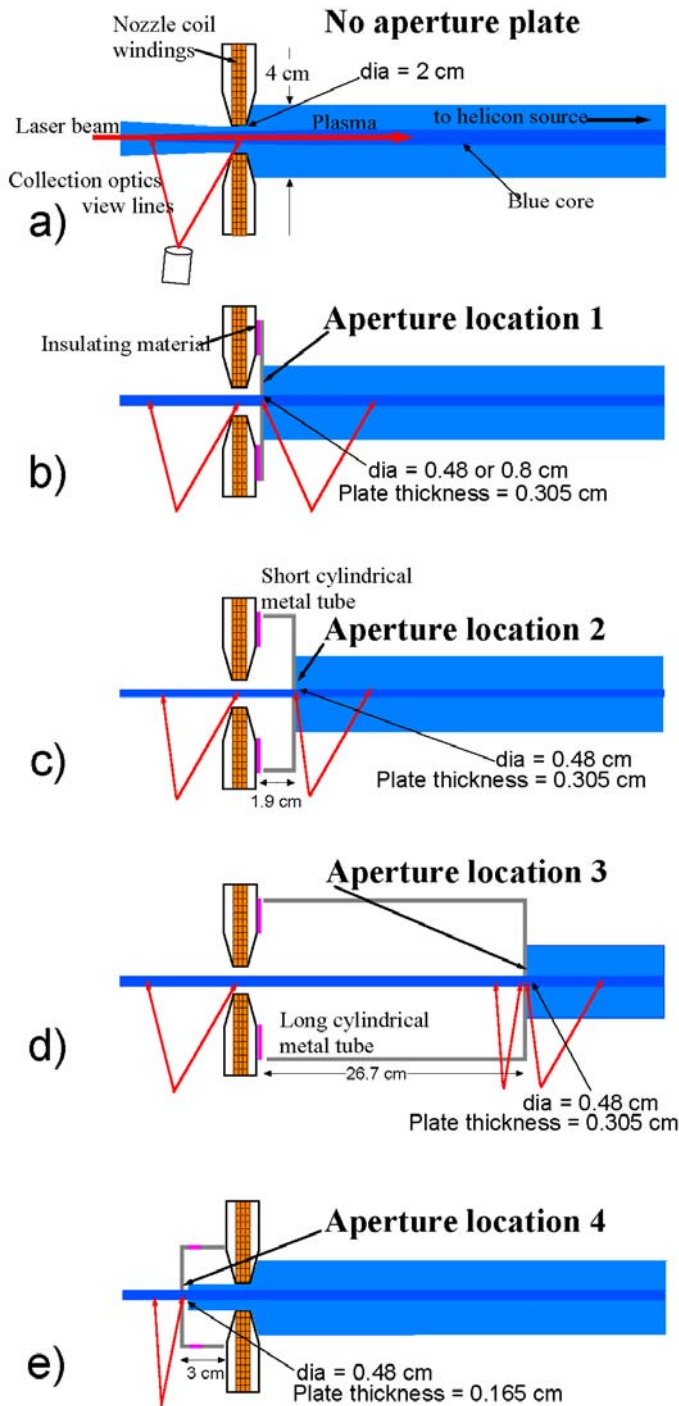 No aperture plate
Nozzle coil
windings
dia = 2 cm
4 cm
Laser beam
Plasma
to helicon source
Collection optics
view lines
Blue core
a)
Aperture location 1
Insulating material
dia = 0.48 or 0.8 cm
Plate thickness = 0.305 cm
b)
Short cylindrical
metal tube
Aperture location 2
dia = 0.48 cm
Plate thickness = 0.305 cm
1.9 cm
c)
Aperture location 3
Long cylindrical
metal tube
26.7 cm
dia = 0.48 cm
Plate thickness = 0.305 cm
d)
Aperture location 4
3 cm
dia = 0.48 cm
Plate thickness = 0.165 cm
e)